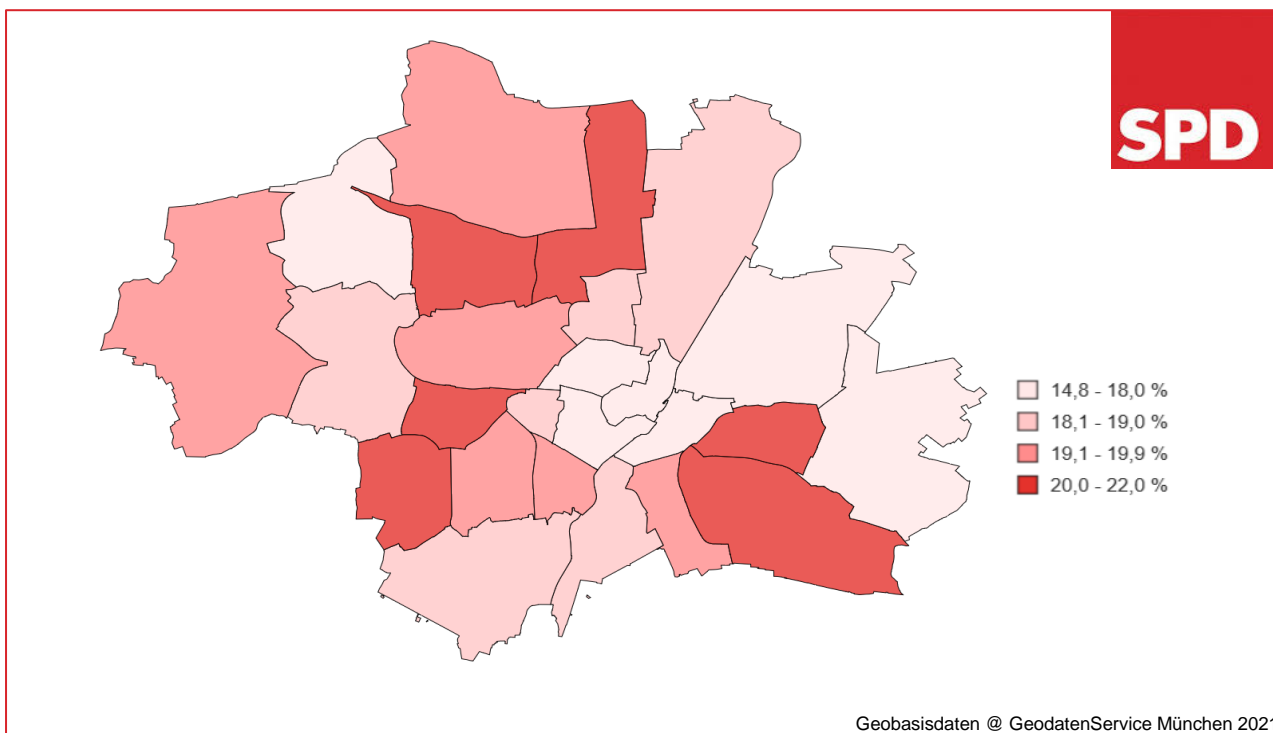 SPD
14,8 - 18,0 %
18,1 - 19,0 %
19,1 - 19,9 %
20,0 - 22,0 %
Geobasisdaten @ GeodatenService München 2021